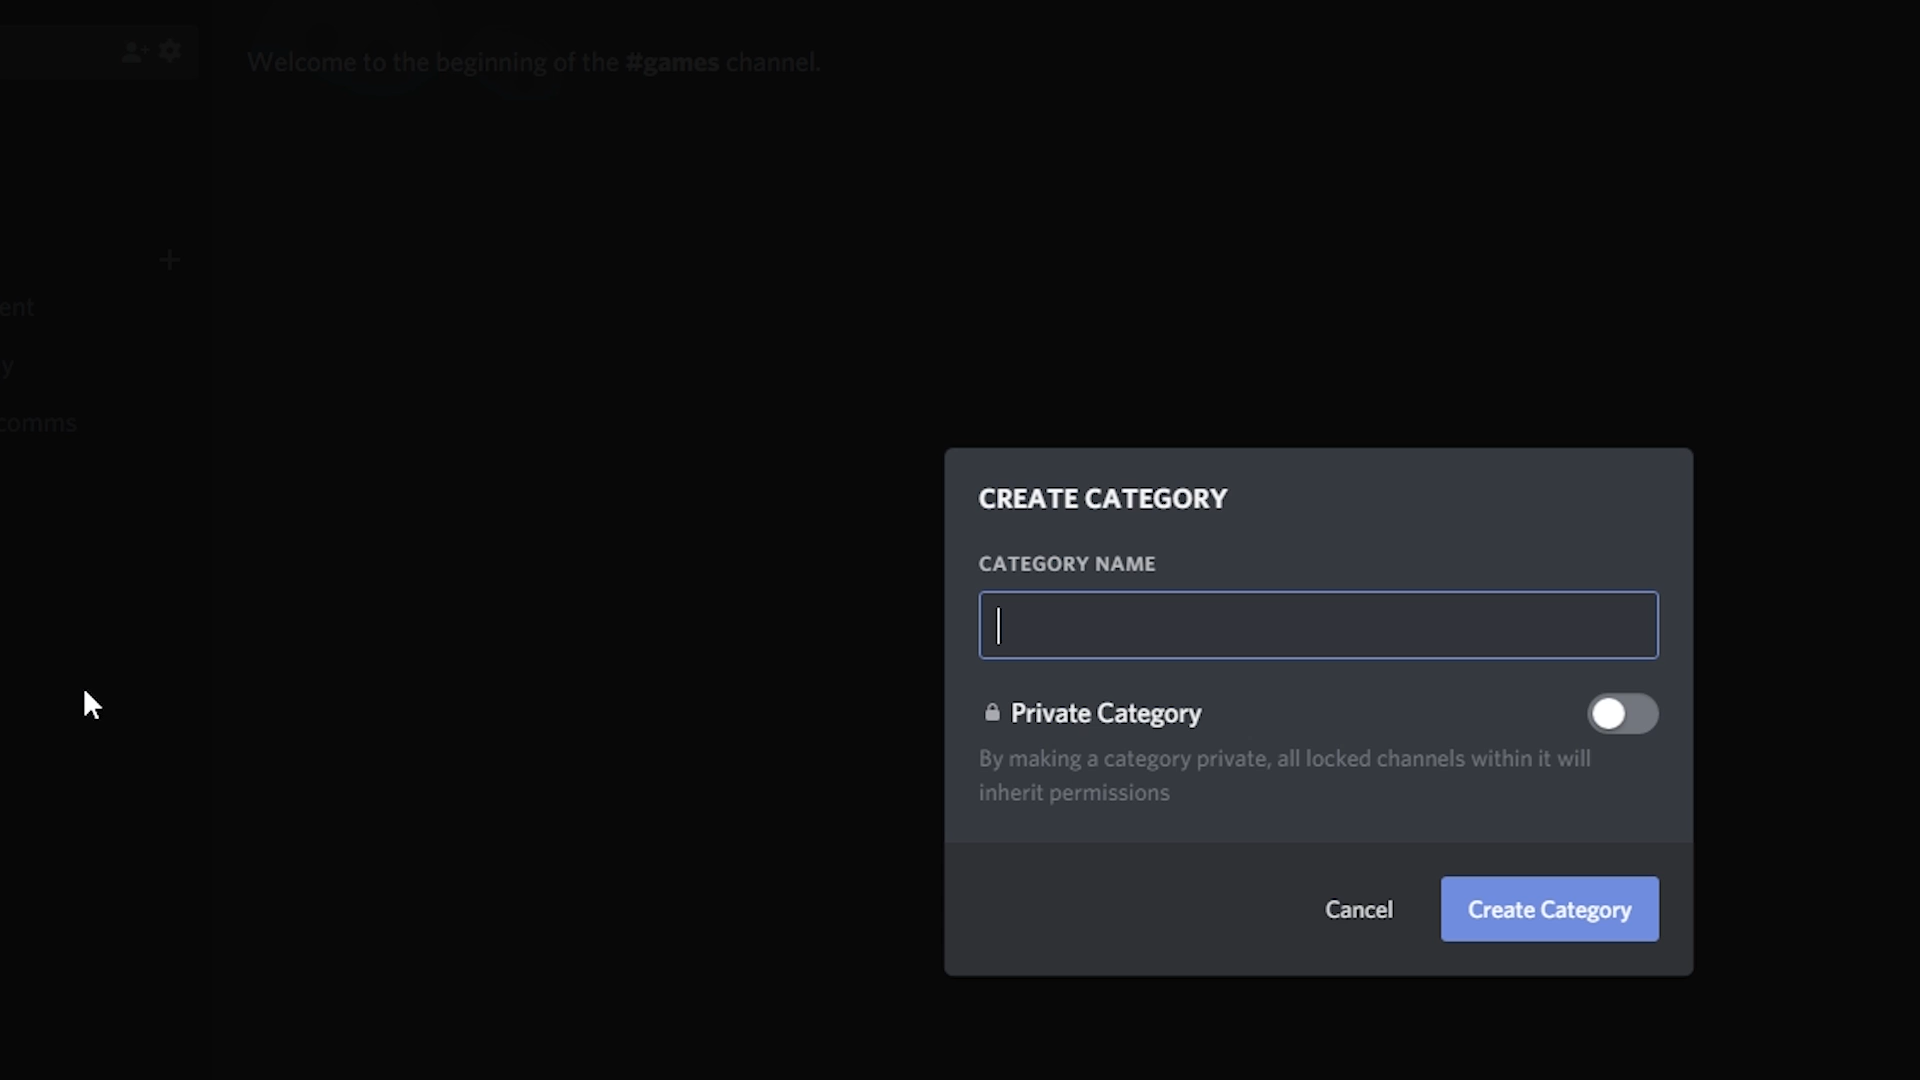 Welcome to the beginning of the #games channel.
ent
y
comms
CREATE CATEGORY
CATEGORY NAME
Private Category
By making a category private, all locked channels within it will
inherit permissions
Cancel
Create Category